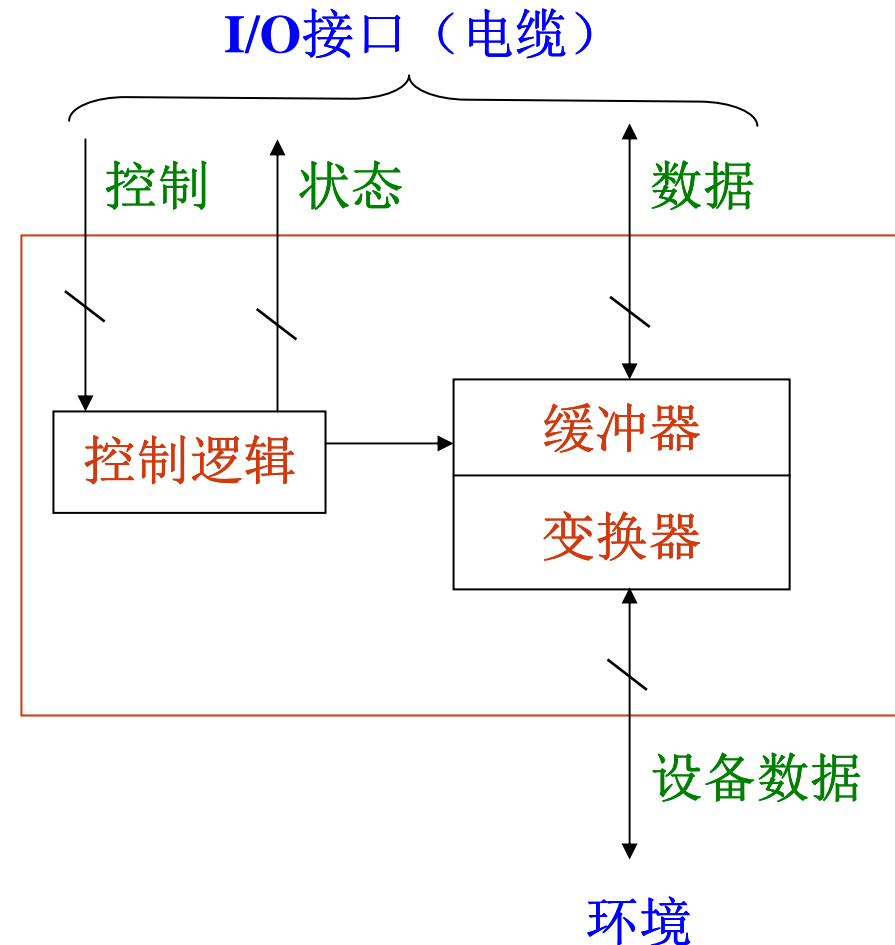 I/O接口（电缆）
控制 状态 数据
控制逻辑
缓冲器
变换器
设备数据
环境